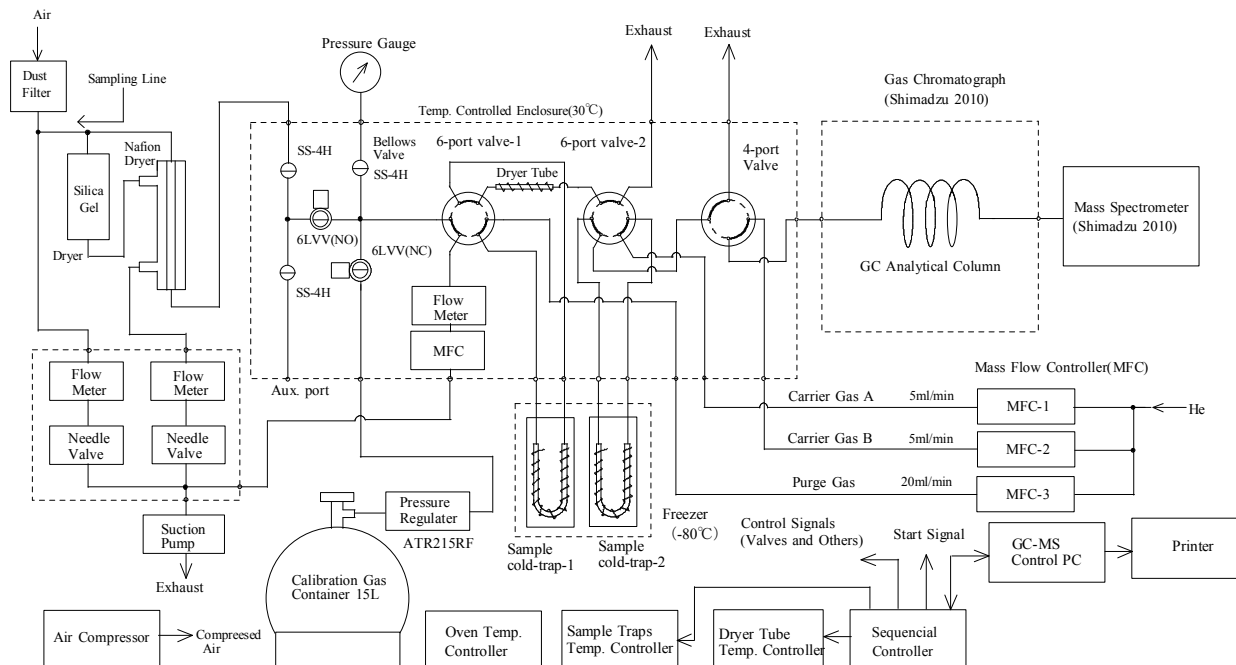 Air
Dust
Filter
Sampling Line
Nafion
Dryer
Silica
Gel
Dryer
Pressure Gauge
Exhaust
Exhaust
Gas Chromatograph
(Shimadzu 2010)
Temp. Controlled Enclosure(30℃)
SS-4H
Bellows
Valve
SS-4H
6-port valve-1
6-port valve-2
4-port
Valve
Dryer Tube
6LVV(NO)
6LVV(NC)
SS-4H
Flow
Meter
MFC
Aux. port
GC Analytical Column
Mass Spectrometer
(Shimadzu 2010)
Flow
Meter
Flow
Meter
Needle
Valve
Needle
Valve
Suction
Pump
Exhaust
Mass Flow Controller(MFC)
Carrier Gas A 5ml/min MFC-1
He
Carrier Gas B 5ml/min MFC-2
Purge Gas 20ml/min MFC-3
Pressure
Regulater
ATR215RF
Sample
cold-trap-1
Sample
cold-trap-2
Freezer
(-80℃)
Calibration Gas
Container 15L
Control Signals
(Valves and Others)
Start Signal
GC-MS
Control PC
Printer
Air Compressor
Compreesed
Air
Oven Temp.
Controller
Sample Traps
Temp. Controller
Dryer Tube
Temp. Controller
Sequencial
Controller